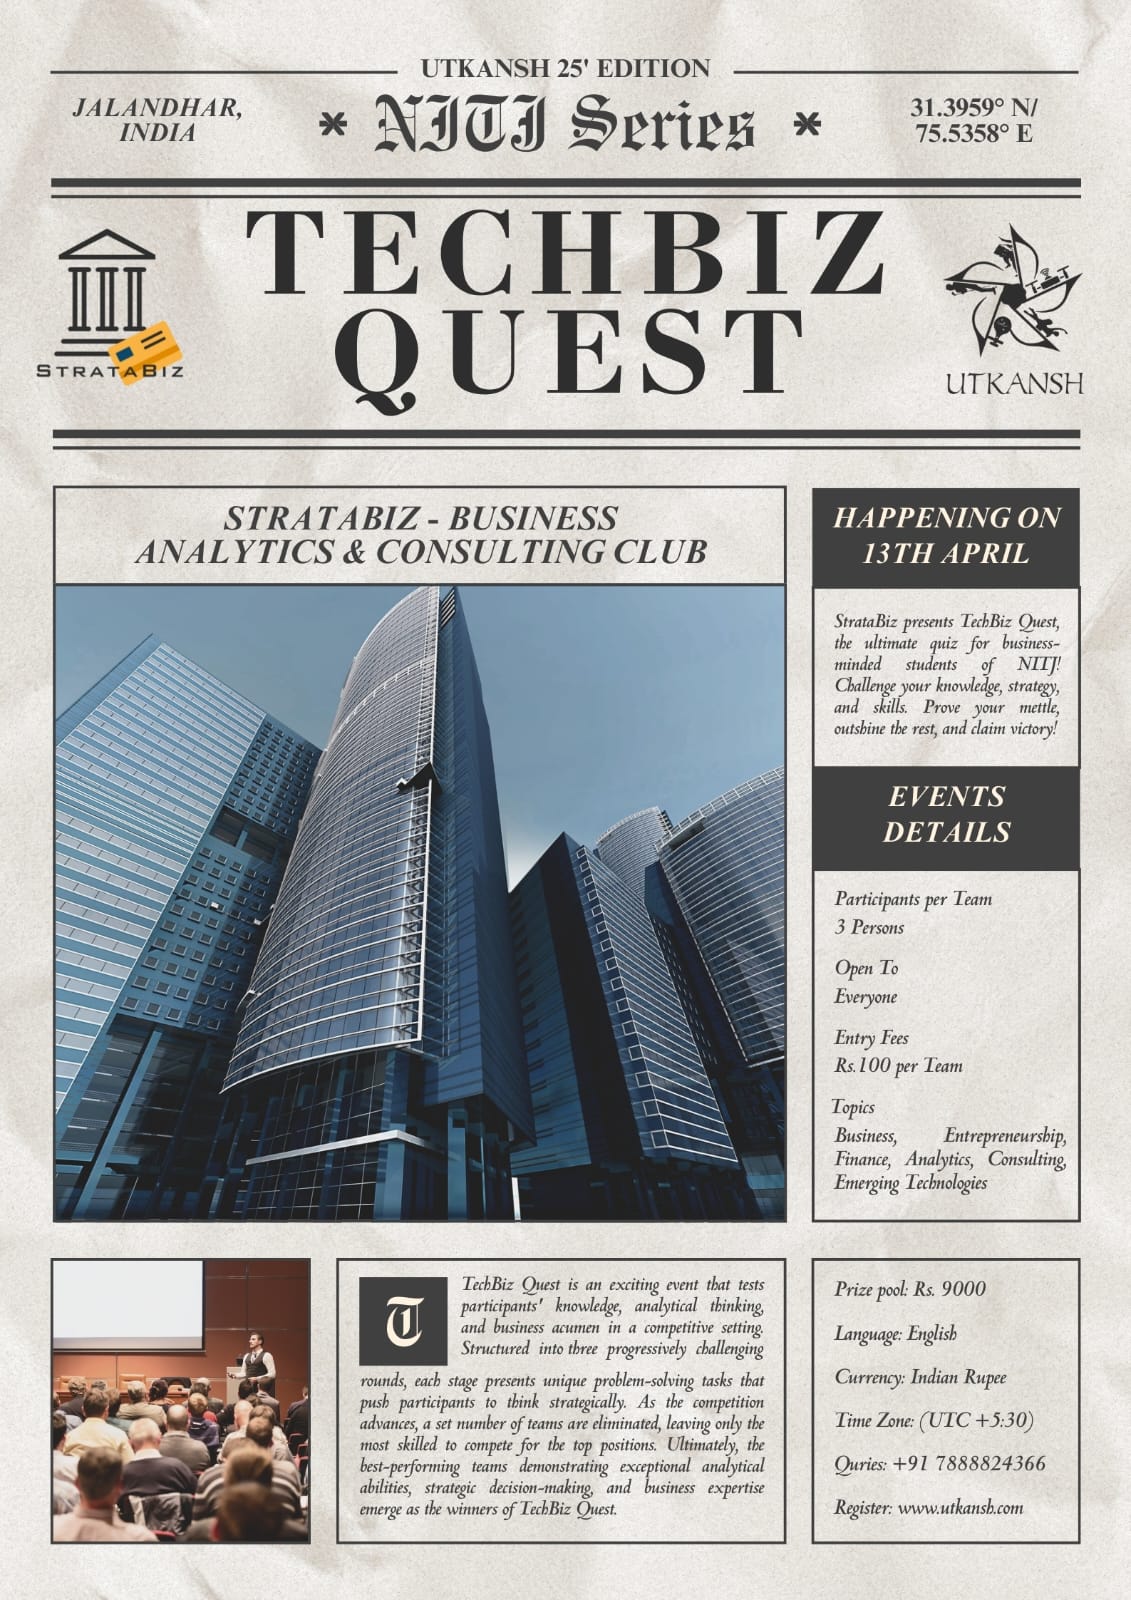 UTKANSH 25' EDITION
JALANDHAR,
INDIA
NITJ Series
31.3959° N/
75.5358° E
TECHBIZ
QUEST
STRATABIZ
UTKANSH
STRATABIZ - BUSINESS
ANALYTICS & CONSULTING CLUB
HAPPENING ON
13TH APRIL
StrataBiz presents TechBiz Quest,
the ultimate quiz for business-
minded students of NITJ!
Challenge your knowledge, strategy,
and skills. Prove your mettle,
outshine the rest, and claim victory!
EVENTS
DETAILS
Participants per Team
3 Persons
Open To
Everyone
Entry Fees
Rs.100 per Team
Topics
Business, Entrepreneurship,
Finance, Analytics, Consulting,
Emerging Technologies
T
TechBiz Quest is an exciting event that tests
participants' knowledge, analytical thinking,
and business acumen in a competitive setting.
Structured into three progressively challenging
rounds, each stage presents unique problem-solving tasks that
push participants to think strategically. As the competition
advances, a set number of teams are eliminated, leaving only the
most skilled to compete for the top positions. Ultimately, the
best-performing teams demonstrating exceptional analytical
abilities, strategic decision-making, and business expertise
emerge as the winners of TechBiz Quest.
Prize pool: Rs. 9000
Language: English
Currency: Indian Rupee
Time Zone: (UTC +5:30)
Quries: +91 7888824366
Register: www.utkansh.com